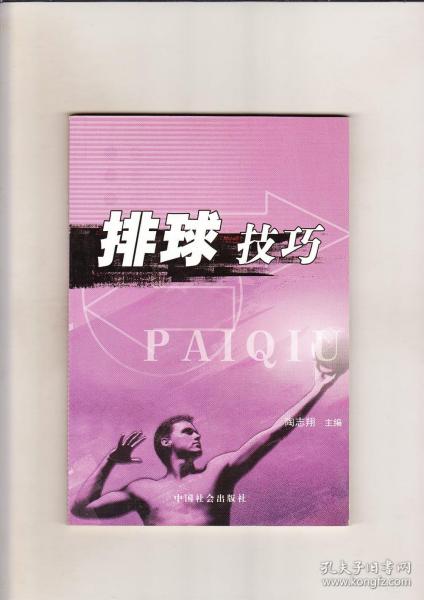 排球 技巧
PAIQIU
陶志翔 主编
中国社会出版社
孔夫子旧书网
www.kongfz.com